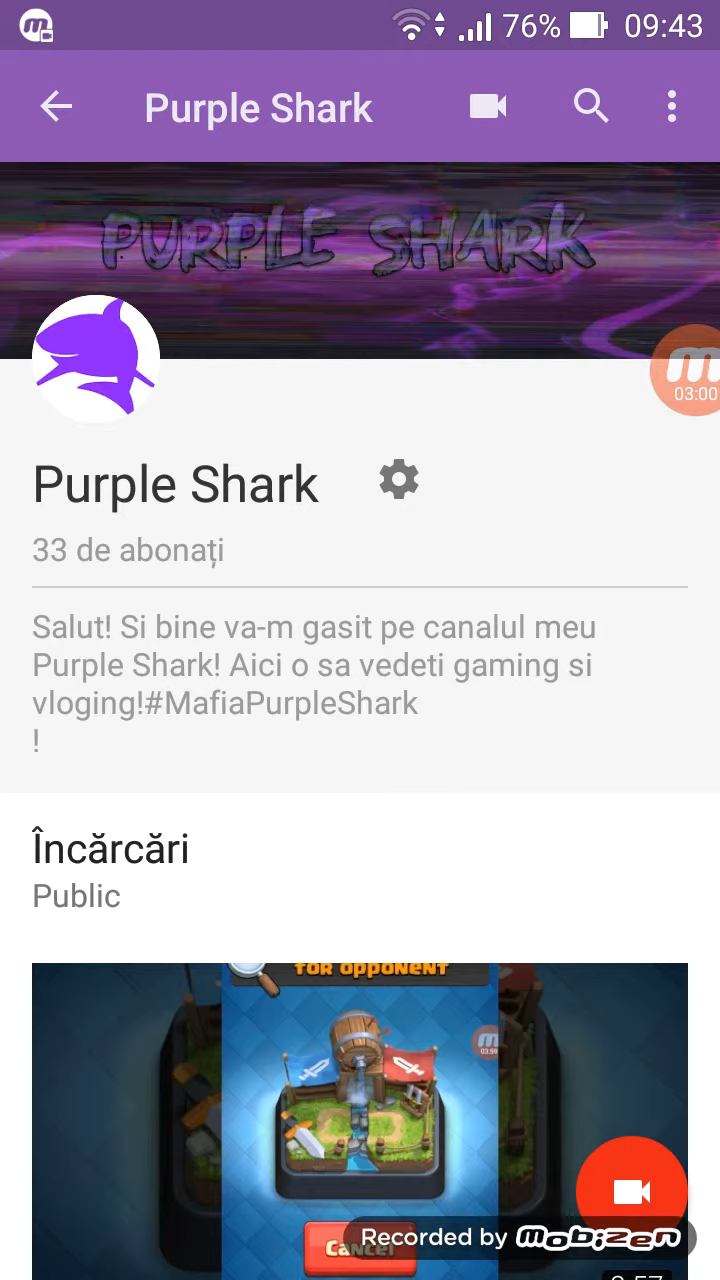 76% 09:43
Purple Shark
PURPLE SHARK
m
03:00
Purple Shark
33 de abonați
Salut! Si bine va-m gasit pe canalul meu
Purple Shark! Aici o sa vedeti gaming si
vloging!#MafiaPurpleShark
!
Încărcări
Public
for opponent
m
03:59
Cancel
Recorded by mobizen